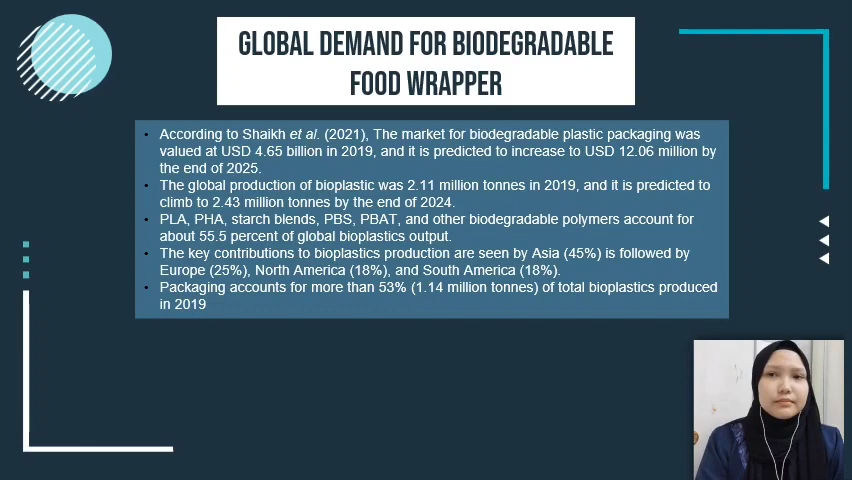 GLOBAL DEMAND FOR BIODEGRADABLE
FOOD WRAPPER
• According to Shaikh et al. (2021), The market for biodegradable plastic packaging was
valued at USD 4.65 billion in 2019, and it is predicted to increase to USD 12.06 million by
the end of 2025.
• The global production of bioplastic was 2.11 million tonnes in 2019, and it is predicted to
climb to 2.43 million tonnes by the end of 2024.
• PLA, PHA, starch blends, PBS, PBAT, and other biodegradable polymers account for
about 55.5 percent of global bioplastics output.
• The key contributions to bioplastics production are seen by Asia (45%) is followed by
Europe (25%), North America (18%), and South America (18%).
• Packaging accounts for more than 53% (1.14 million tonnes) of total bioplastics produced
in 2019